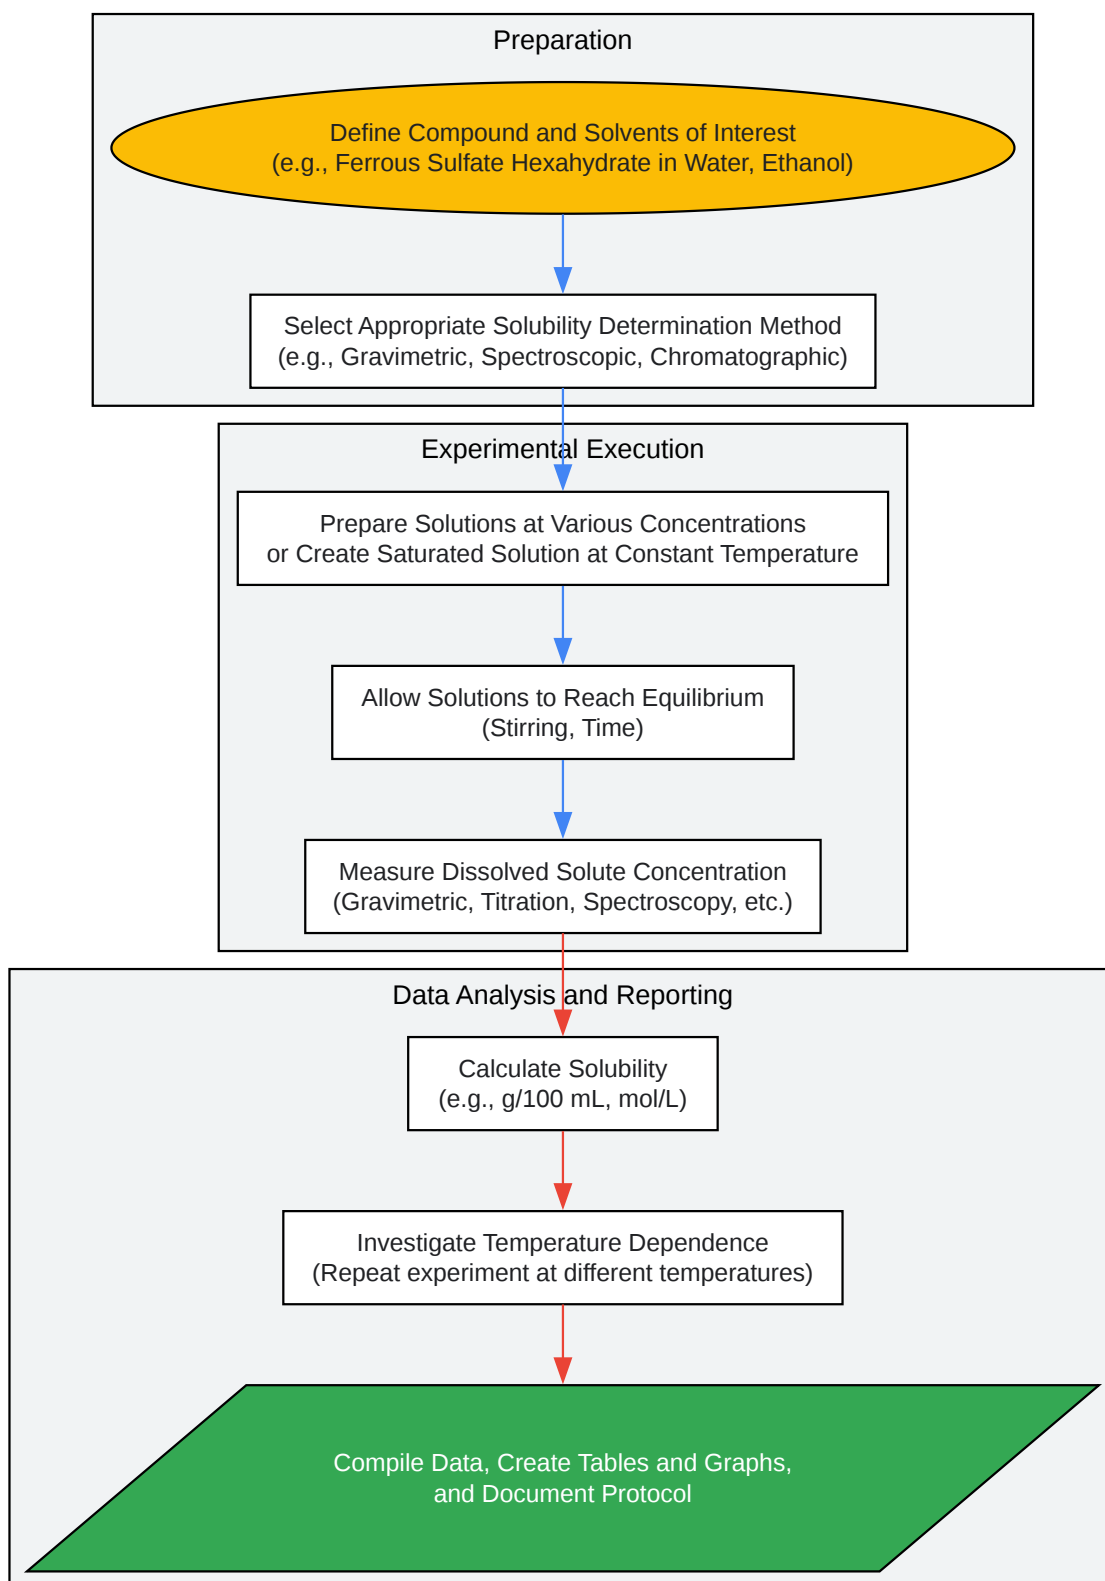 Preparation
Define Compound and Solvents of Interest
(e.g., Ferrous Sulfate Hexahydrate in Water, Ethanol)
Select Appropriate Solubility Determination Method
(e.g., Gravimetric, Spectroscopic, Chromatographic)
Experimental Execution
Prepare Solutions at Various Concentrations
or Create Saturated Solution at Constant Temperature
Allow Solutions to Reach Equilibrium
(Stirring, Time)
Measure Dissolved Solute Concentration
(Gravimetric, Titration, Spectroscopy, etc.)
Data Analysis and Reporting
Calculate Solubility
(e.g., g/100 mL, mol/L)
Investigate Temperature Dependence
(Repeat experiment at different temperatures)
Compile Data, Create Tables and Graphs,
and Document Protocol